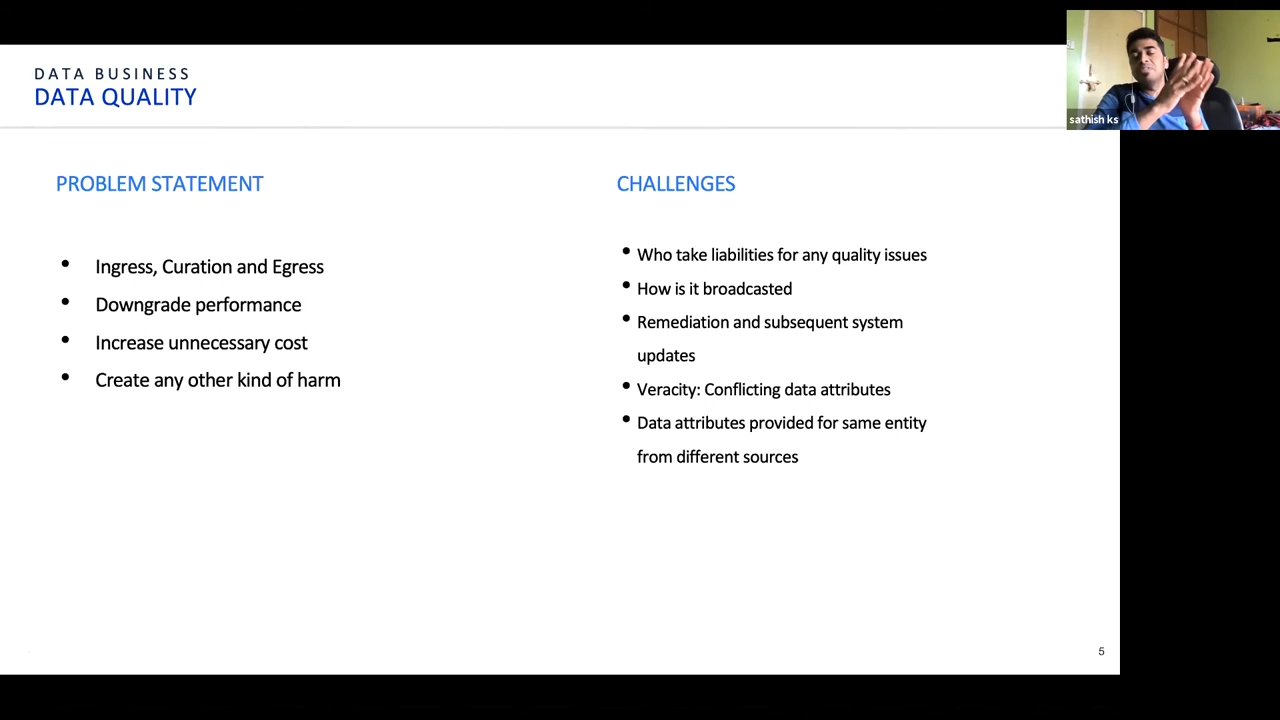 DATA BUSINESS
DATA QUALITY
sathish ks
PROBLEM STATEMENT
• Ingress, Curation and Egress
• Downgrade performance
• Increase unnecessary cost
• Create any other kind of harm
CHALLENGES
• Who take liabilities for any quality issues
• How is it broadcasted
• Remediation and subsequent system
updates
• Veracity: Conflicting data attributes
• Data attributes provided for same entity
from different sources
5